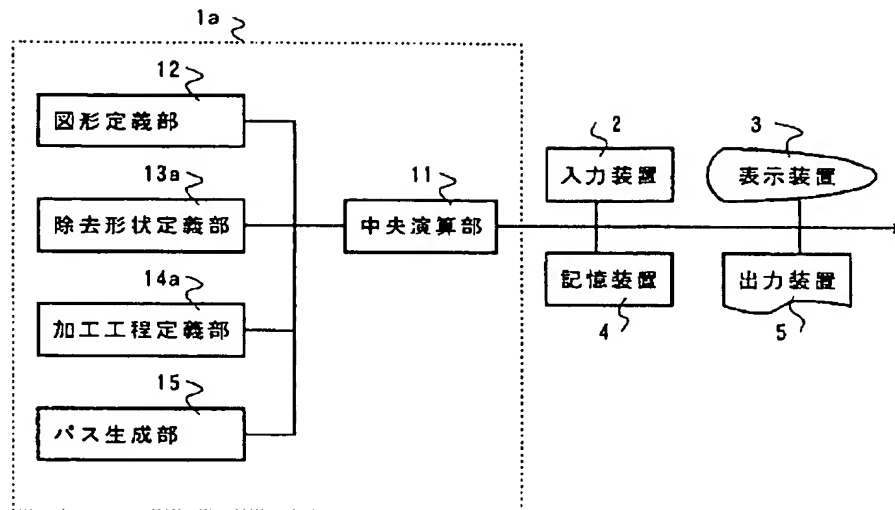 1a
12
図形定義部
13a
除去形状定義部
14a
加工工程定義部
15
パス生成部
11
中央演算部
2
入力装置
3
表示装置
記憶装置
4
出力装置
5